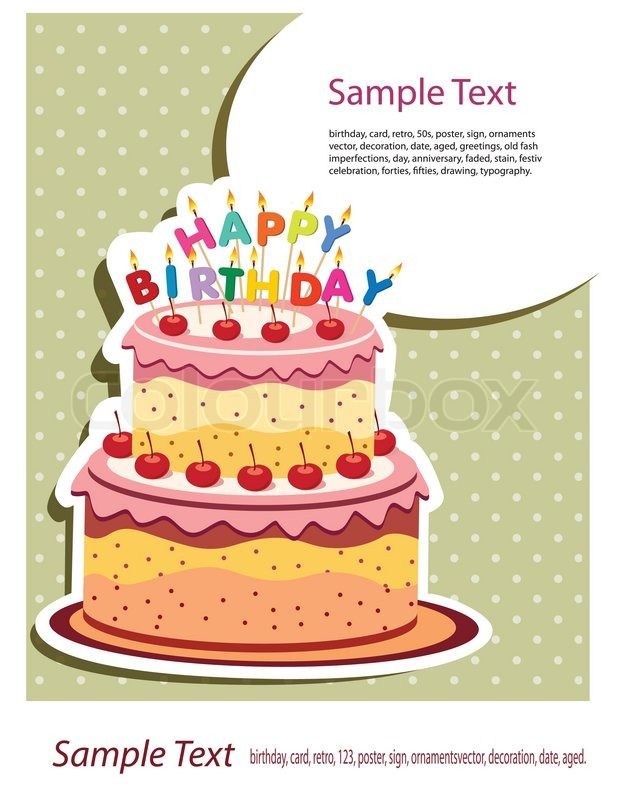 Sample Text
birthday, card, retro, 50s, poster, sign, ornaments
vector, decoration, date, aged, greetings, old fash
imperfections, day, anniversary, faded, stain, festiv
celebration, forties, fifties, drawing, typography.
HAPPY
BIRTHDAY
colourbox
Sample Text
birthday, card, retro, 123, poster, sign, ornamentsvector, decoration, date, aged.